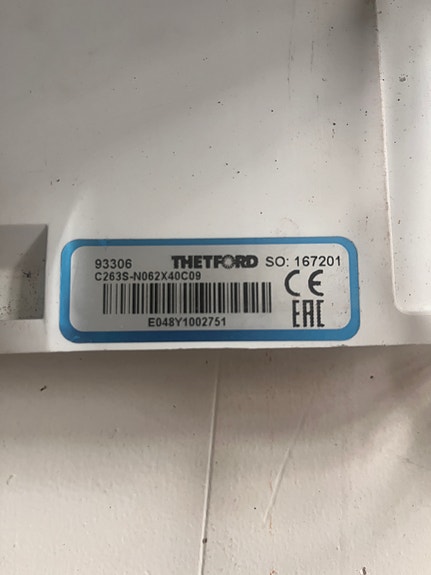 93306 THETFORD SO: 167201
C263S-N062X40C09
CE
EAC
E048Y1002751